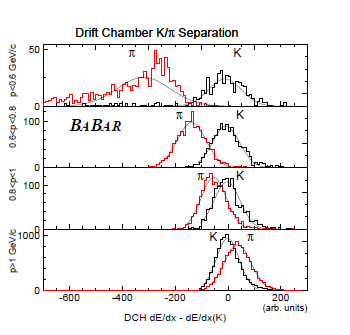 Drift Chamber K/π Separation
50
π K
p<0.6 GeV/c
0
100
0.6<p<0.8
BABAR
π K
0
100
0.8<p<1
π K
0
1000
p>1 GeV/c
K π
0
-600 -400 -200 0 200
(arb. units)
DCH dE/dx - dE/dx(K)